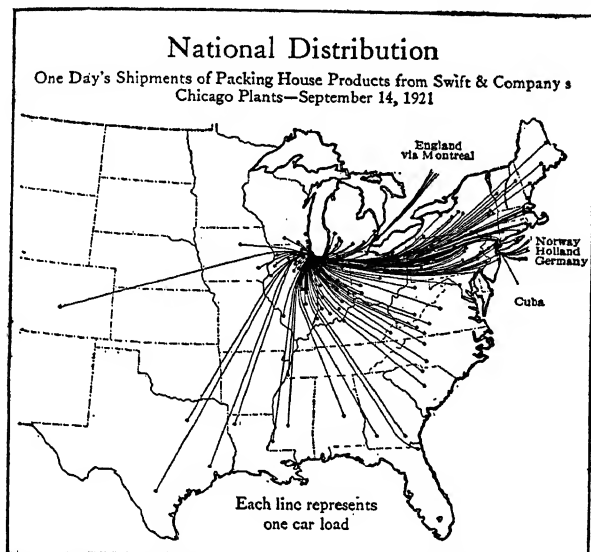 National Distribution
One Day's Shipments of Packing House Products from Swift & Company s
Chicago Plants—September 14, 1921
England
via Montreal
Norway
Holland
Germany
Cuba
Each line represents
one car load